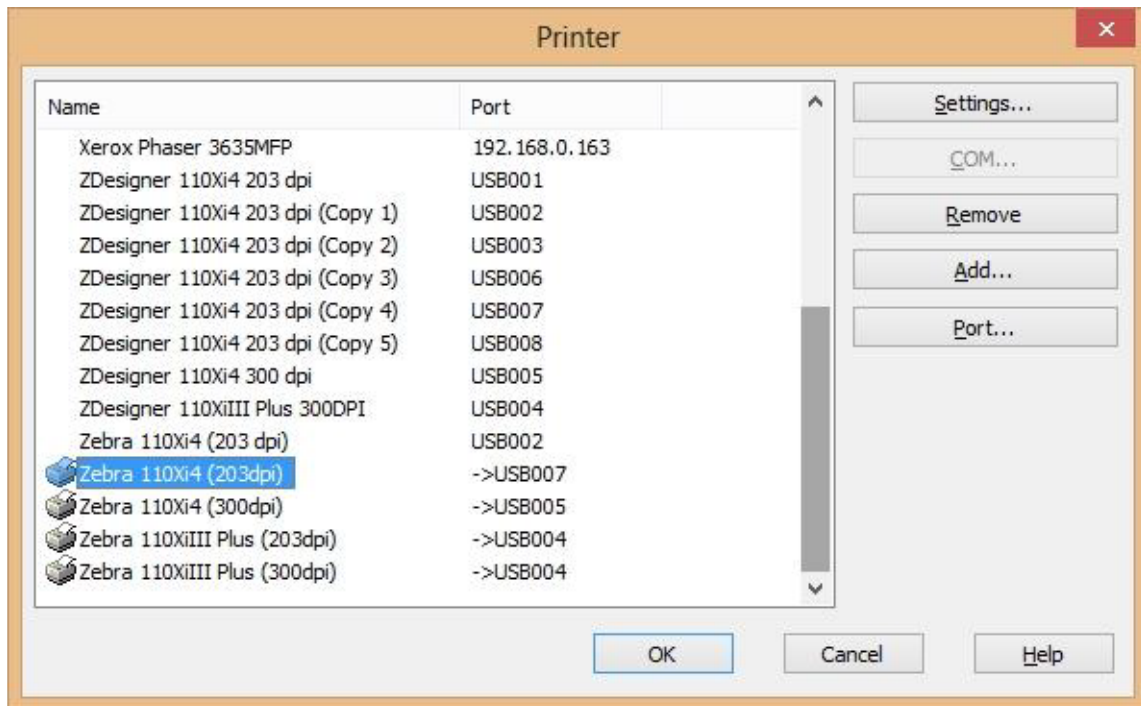 Printer
Name Port
Xerox Phaser 3635MFP 192.168.0.163
ZDesigner 110Xi4 203 dpi USB001
ZDesigner 110Xi4 203 dpi (Copy 1) USB002
ZDesigner 110Xi4 203 dpi (Copy 2) USB003
ZDesigner 110Xi4 203 dpi (Copy 3) USB006
ZDesigner 110Xi4 203 dpi (Copy 4) USB007
ZDesigner 110Xi4 203 dpi (Copy 5) USB008
ZDesigner 110Xi4 300 dpi USB005
ZDesigner 110XiIII Plus 300DPI USB004
Zebra 110Xi4 (203 dpi) USB002
Zebra 110Xi4 (203dpi) ->USB007
Zebra 110Xi4 (300dpi) ->USB005
Zebra 110XiIII Plus (203dpi) ->USB004
Zebra 110XiIII Plus (300dpi) ->USB004
Settings...
COM...
Remove
Add...
Port...
OK Cancel Help